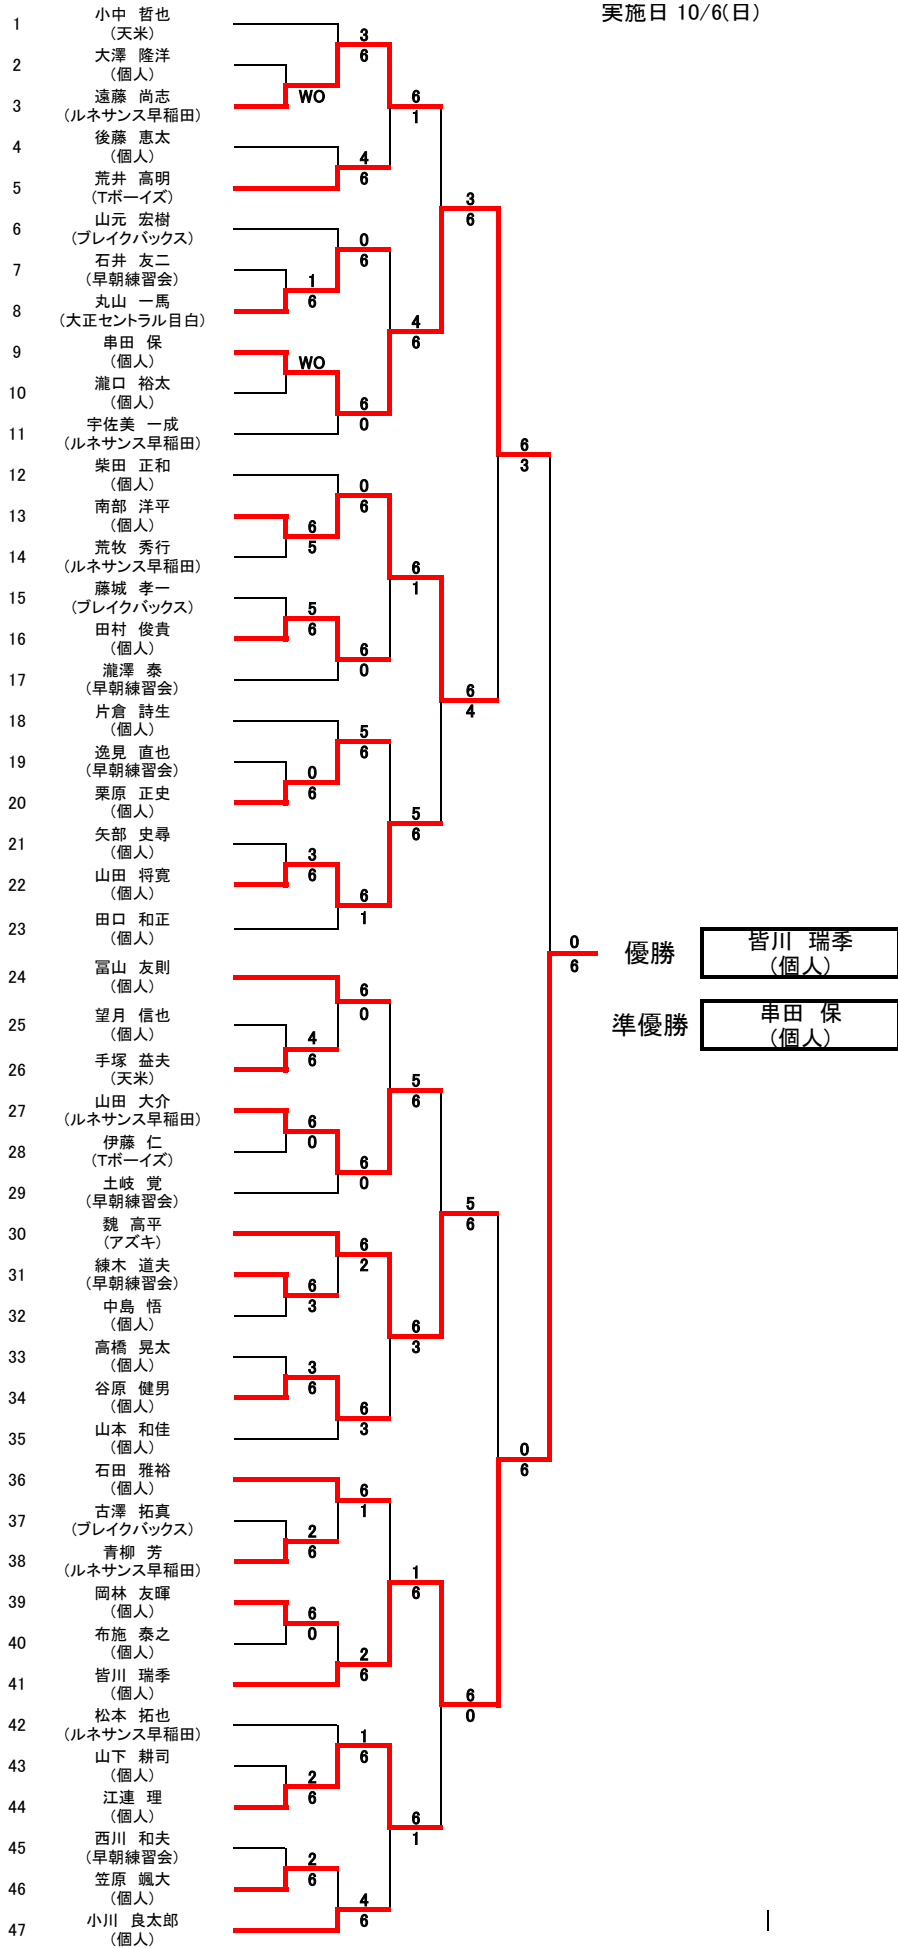 実施日 10/6(日)
1 小中 哲也
(天米)
3
6
2 大澤 隆洋
(個人)
WO
3 遠藤 尚志
(ルネサンス早稲田)
6
1
4 後藤 恵太
(個人)
4
6
5 荒井 高明
(Tボーイズ)
3
6
6 山元 宏樹
(ブレイクバックス)
0
6
7 石井 友二
(早朝練習会)
1
6
8 丸山 一馬
(大正セントラル目白)
4
6
9 串田 保
(個人)
WO
10 瀧口 裕太
(個人)
6
0
11 宇佐美 一成
(ルネサンス早稲田)
6
3
12 柴田 正和
(個人)
0
6
13 南部 洋平
(個人)
6
5
14 荒牧 秀行
(ルネサンス早稲田)
6
1
15 藤城 孝一
(ブレイクバックス)
5
6
16 田村 俊貴
(個人)
6
0
17 瀧澤 泰
(早朝練習会)
6
4
18 片倉 詩生
(個人)
5
6
19 逸見 直也
(早朝練習会)
0
6
20 栗原 正史
(個人)
5
6
21 矢部 史尋
(個人)
3
6
22 山田 将寛
(個人)
6
1
23 田口 和正
(個人)
0
6
優勝 皆川 瑞季
(個人)
24 冨山 友則
(個人)
6
0
準優勝 串田 保
(個人)
25 望月 信也
(個人)
4
6
26 手塚 益夫
(天米)
5
6
27 山田 大介
(ルネサンス早稲田)
6
0
28 伊藤 仁
(Tボーイズ)
6
0
29 土岐 覚
(早朝練習会)
5
6
30 魏 高平
(アズキ)
6
2
31 練木 道夫
(早朝練習会)
6
3
32 中島 悟
(個人)
6
3
33 高橋 晃太
(個人)
3
6
34 谷原 健男
(個人)
6
3
35 山本 和佳
(個人)
0
6
36 石田 雅裕
(個人)
6
1
37 古澤 拓真
(ブレイクバックス)
2
6
38 青柳 芳
(ルネサンス早稲田)
1
6
39 岡林 友暉
(個人)
6
0
40 布施 泰之
(個人)
2
6
41 皆川 瑞季
(個人)
6
0
42 松本 拓也
(ルネサンス早稲田)
1
6
43 山下 耕司
(個人)
2
6
44 江連 理
(個人)
6
1
45 西川 和夫
(早朝練習会)
2
6
46 笠原 颯大
(個人)
4
6
47 小川 良太郎
(個人)